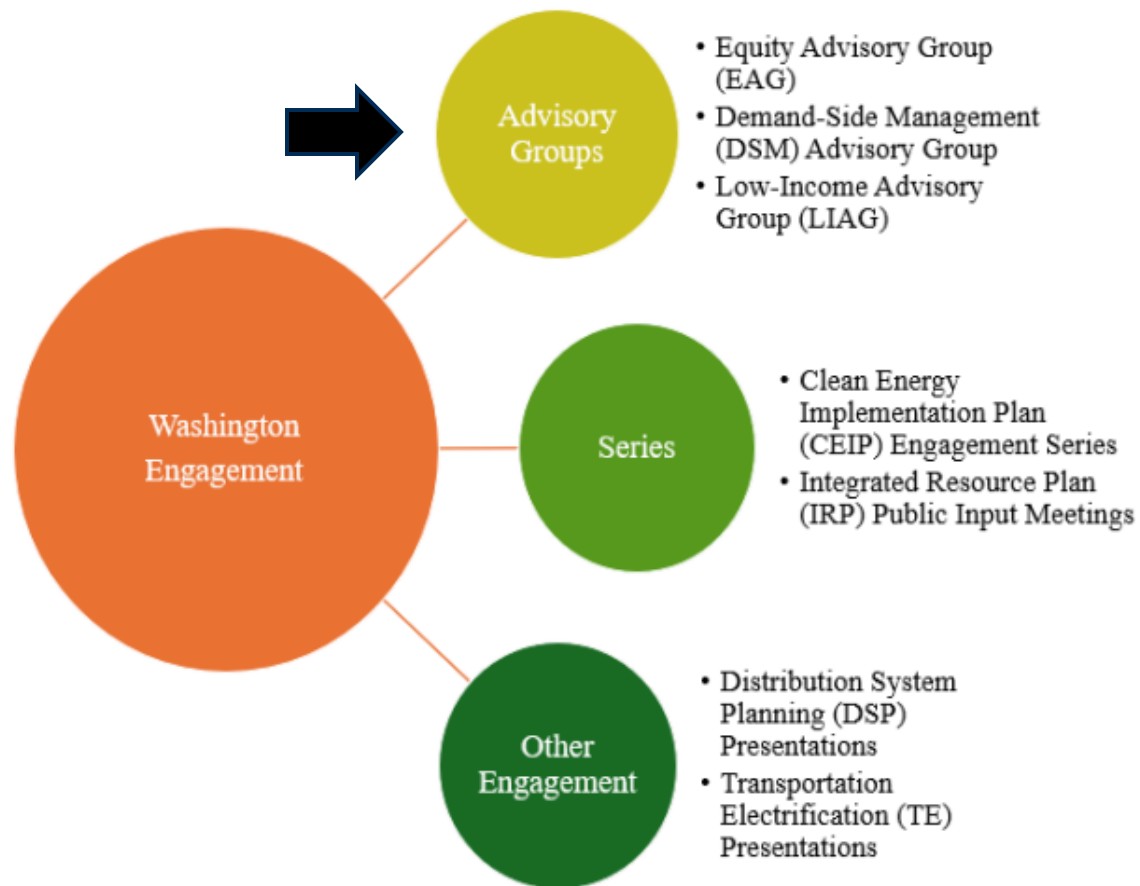 Washington
Engagement
Advisory
Groups
• Equity Advisory Group
(EAG)
• Demand-Side Management
(DSM) Advisory Group
• Low-Income Advisory
Group (LIAG)
Series
• Clean Energy
Implementation Plan
(CEIP) Engagement Series
• Integrated Resource Plan
(IRP) Public Input Meetings
Other
Engagement
• Distribution System
Planning (DSP)
Presentations
• Transportation
Electrification (TE)
Presentations